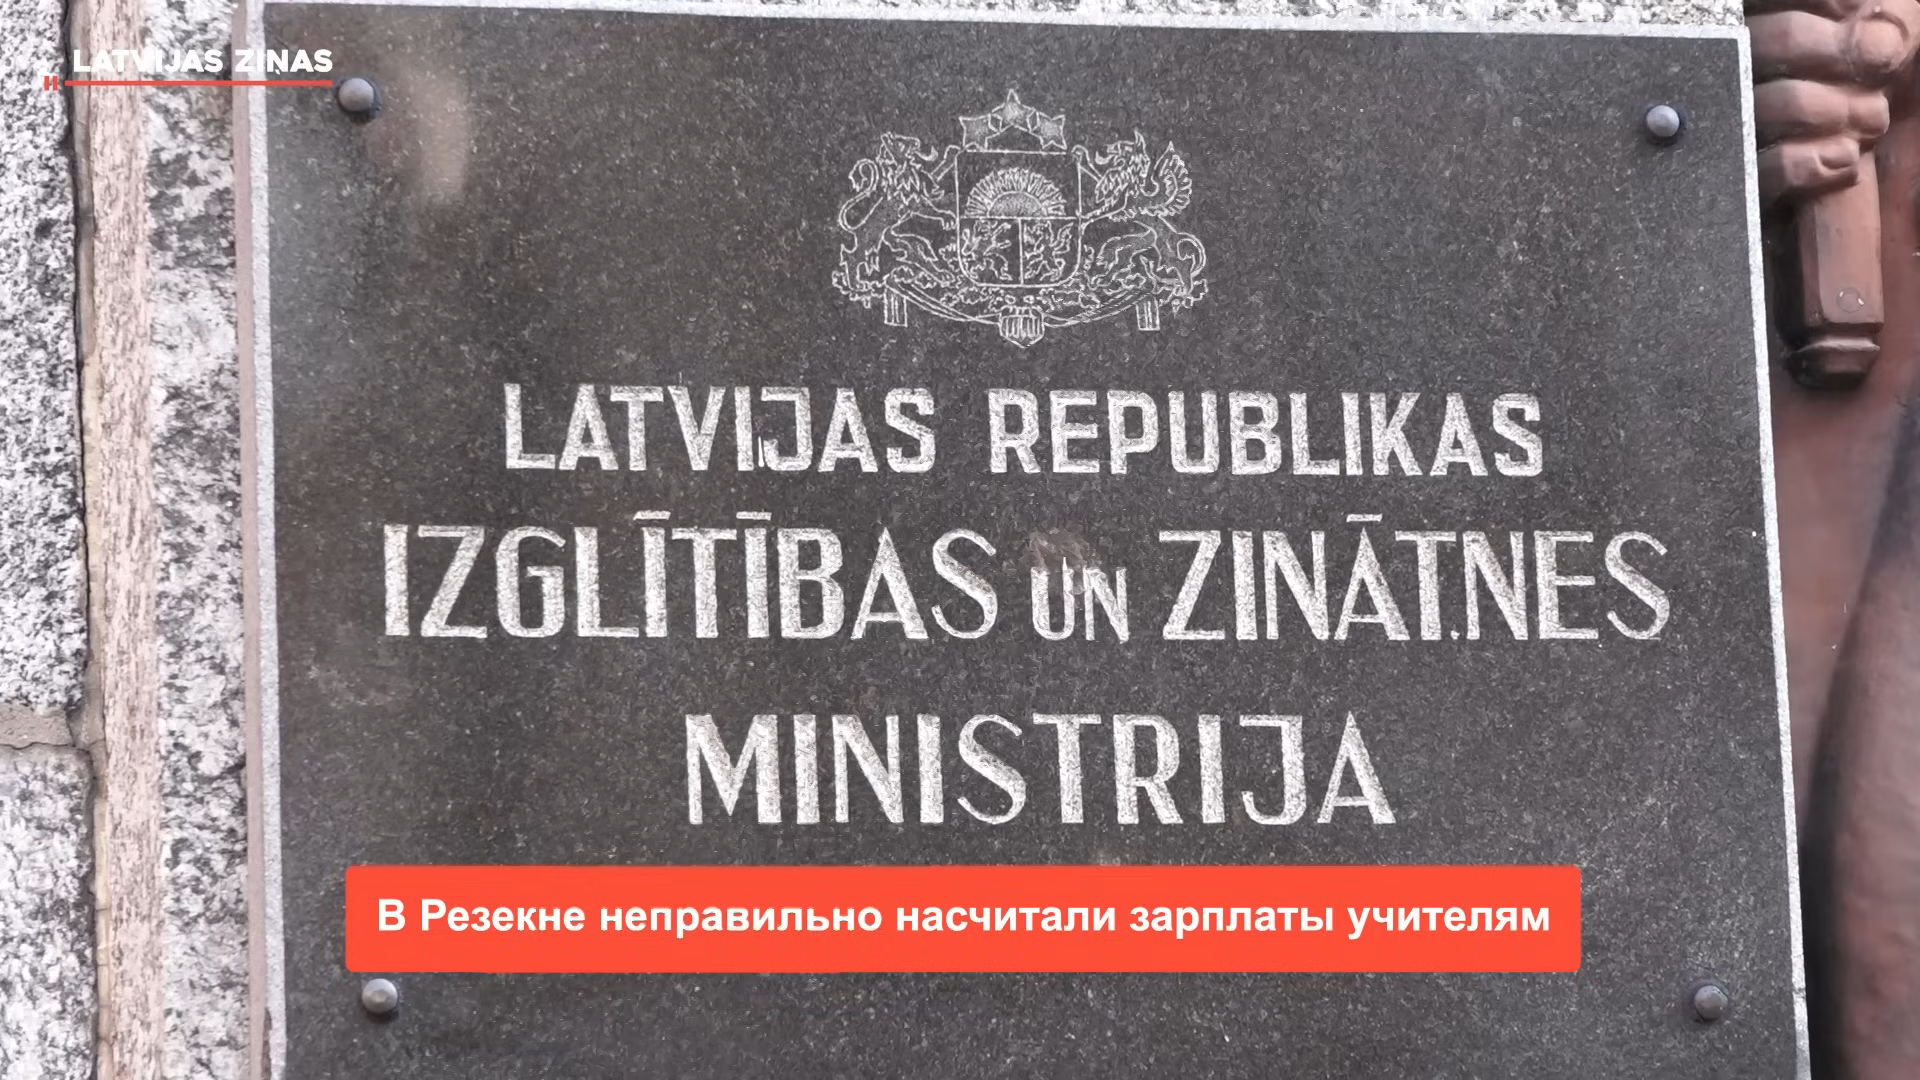 LATVIJAS ZIŅAS
LATVIJAS REPUBLIKAS
IZGLĪTĪBAS UN ZINĀTNES
MINISTRIJA
В Резекне неправильно насчитали зарплаты учителям